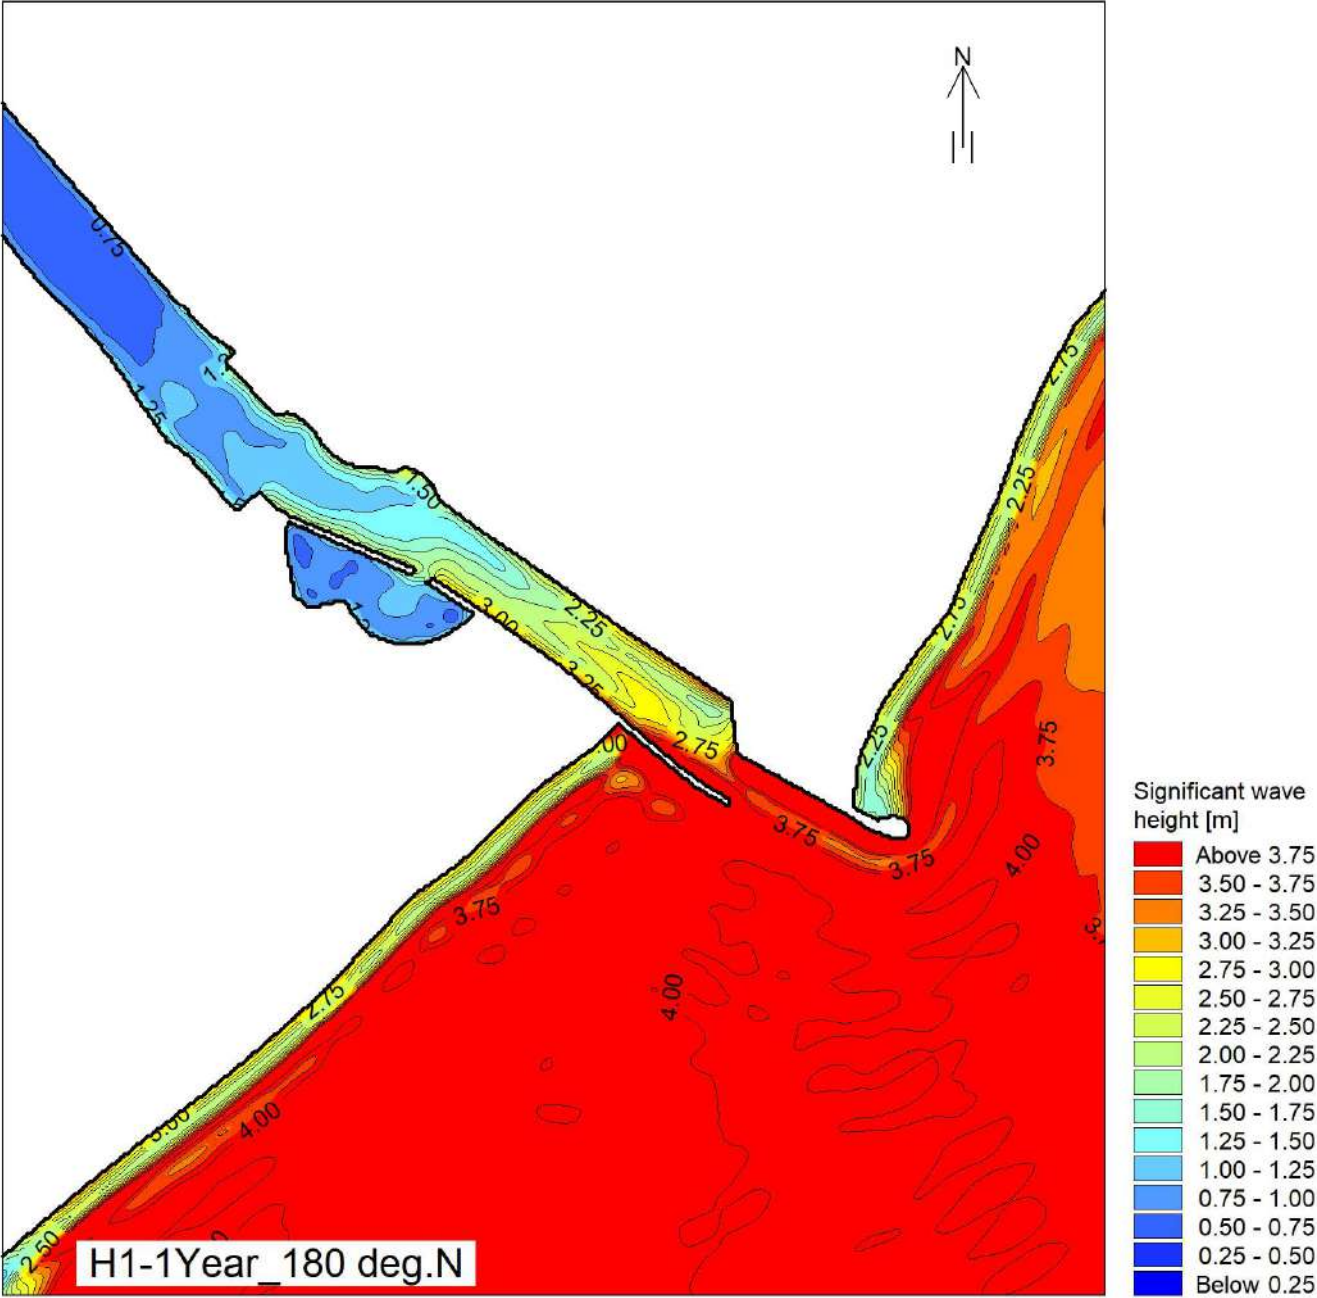 N
0.75
1.25
1.50
2.75
2.25
3.00
2.25
2.75
3.25
2.75
2.25
3.75
3.75
3.75
4.00
3.75
4.00
2.75
4.00
2.50
H1-1Year_180 deg.N
Significant wave
height [m]
Above 3.75
3.50 - 3.75
3.25 - 3.50
3.00 - 3.25
2.75 - 3.00
2.50 - 2.75
2.25 - 2.50
2.00 - 2.25
1.75 - 2.00
1.50 - 1.75
1.25 - 1.50
1.00 - 1.25
0.75 - 1.00
0.50 - 0.75
0.25 - 0.50
Below 0.25